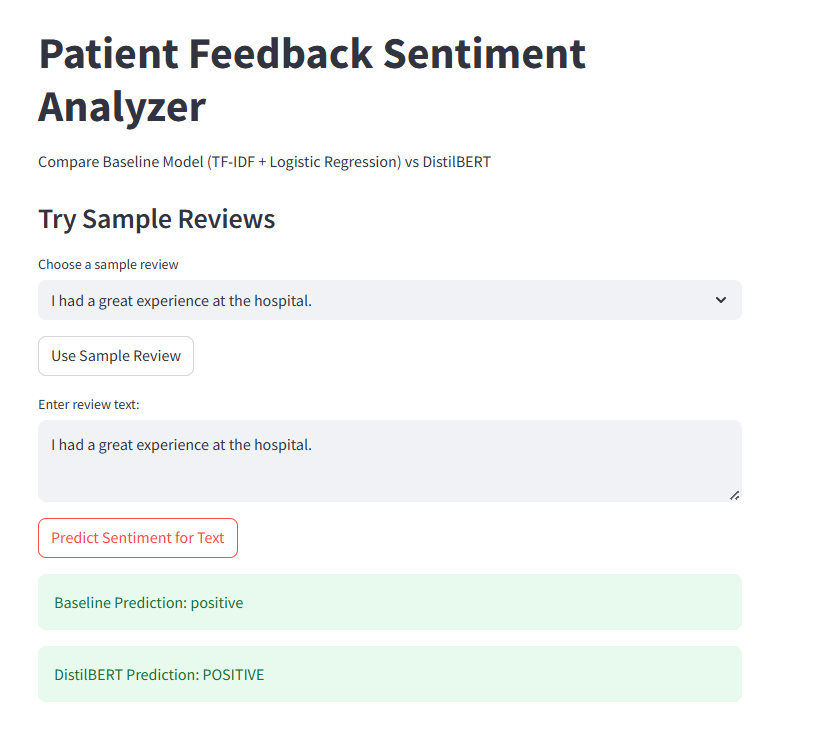 Patient Feedback Sentiment
Analyzer
Compare Baseline Model (TF-IDF + Logistic Regression) vs DistilBERT
Try Sample Reviews
Choose a sample review
I had a great experience at the hospital.
Use Sample Review
Enter review text:
I had a great experience at the hospital.
Predict Sentiment for Text
Baseline Prediction: positive
DistilBERT Prediction: POSITIVE